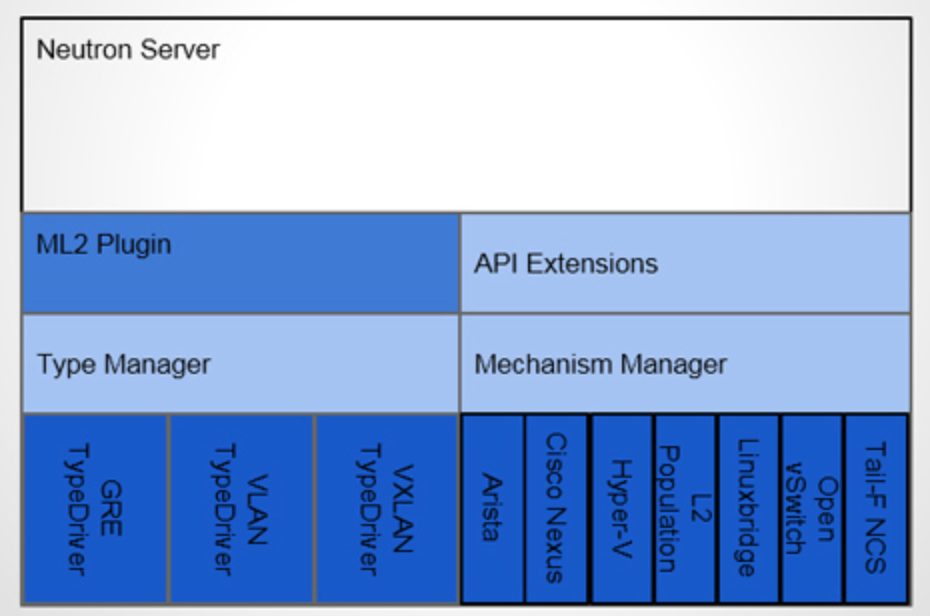 Neutron Server
ML2 Plugin
API Extensions
Type Manager
Mechanism Manager
GRE
TypeDriver
VLAN
TypeDriver
VXLAN
TypeDriver
Arista
Cisco Nexus
Hyper-V
L2
Population
Linuxbridge
Open
vSwitch
Tail-F NCS